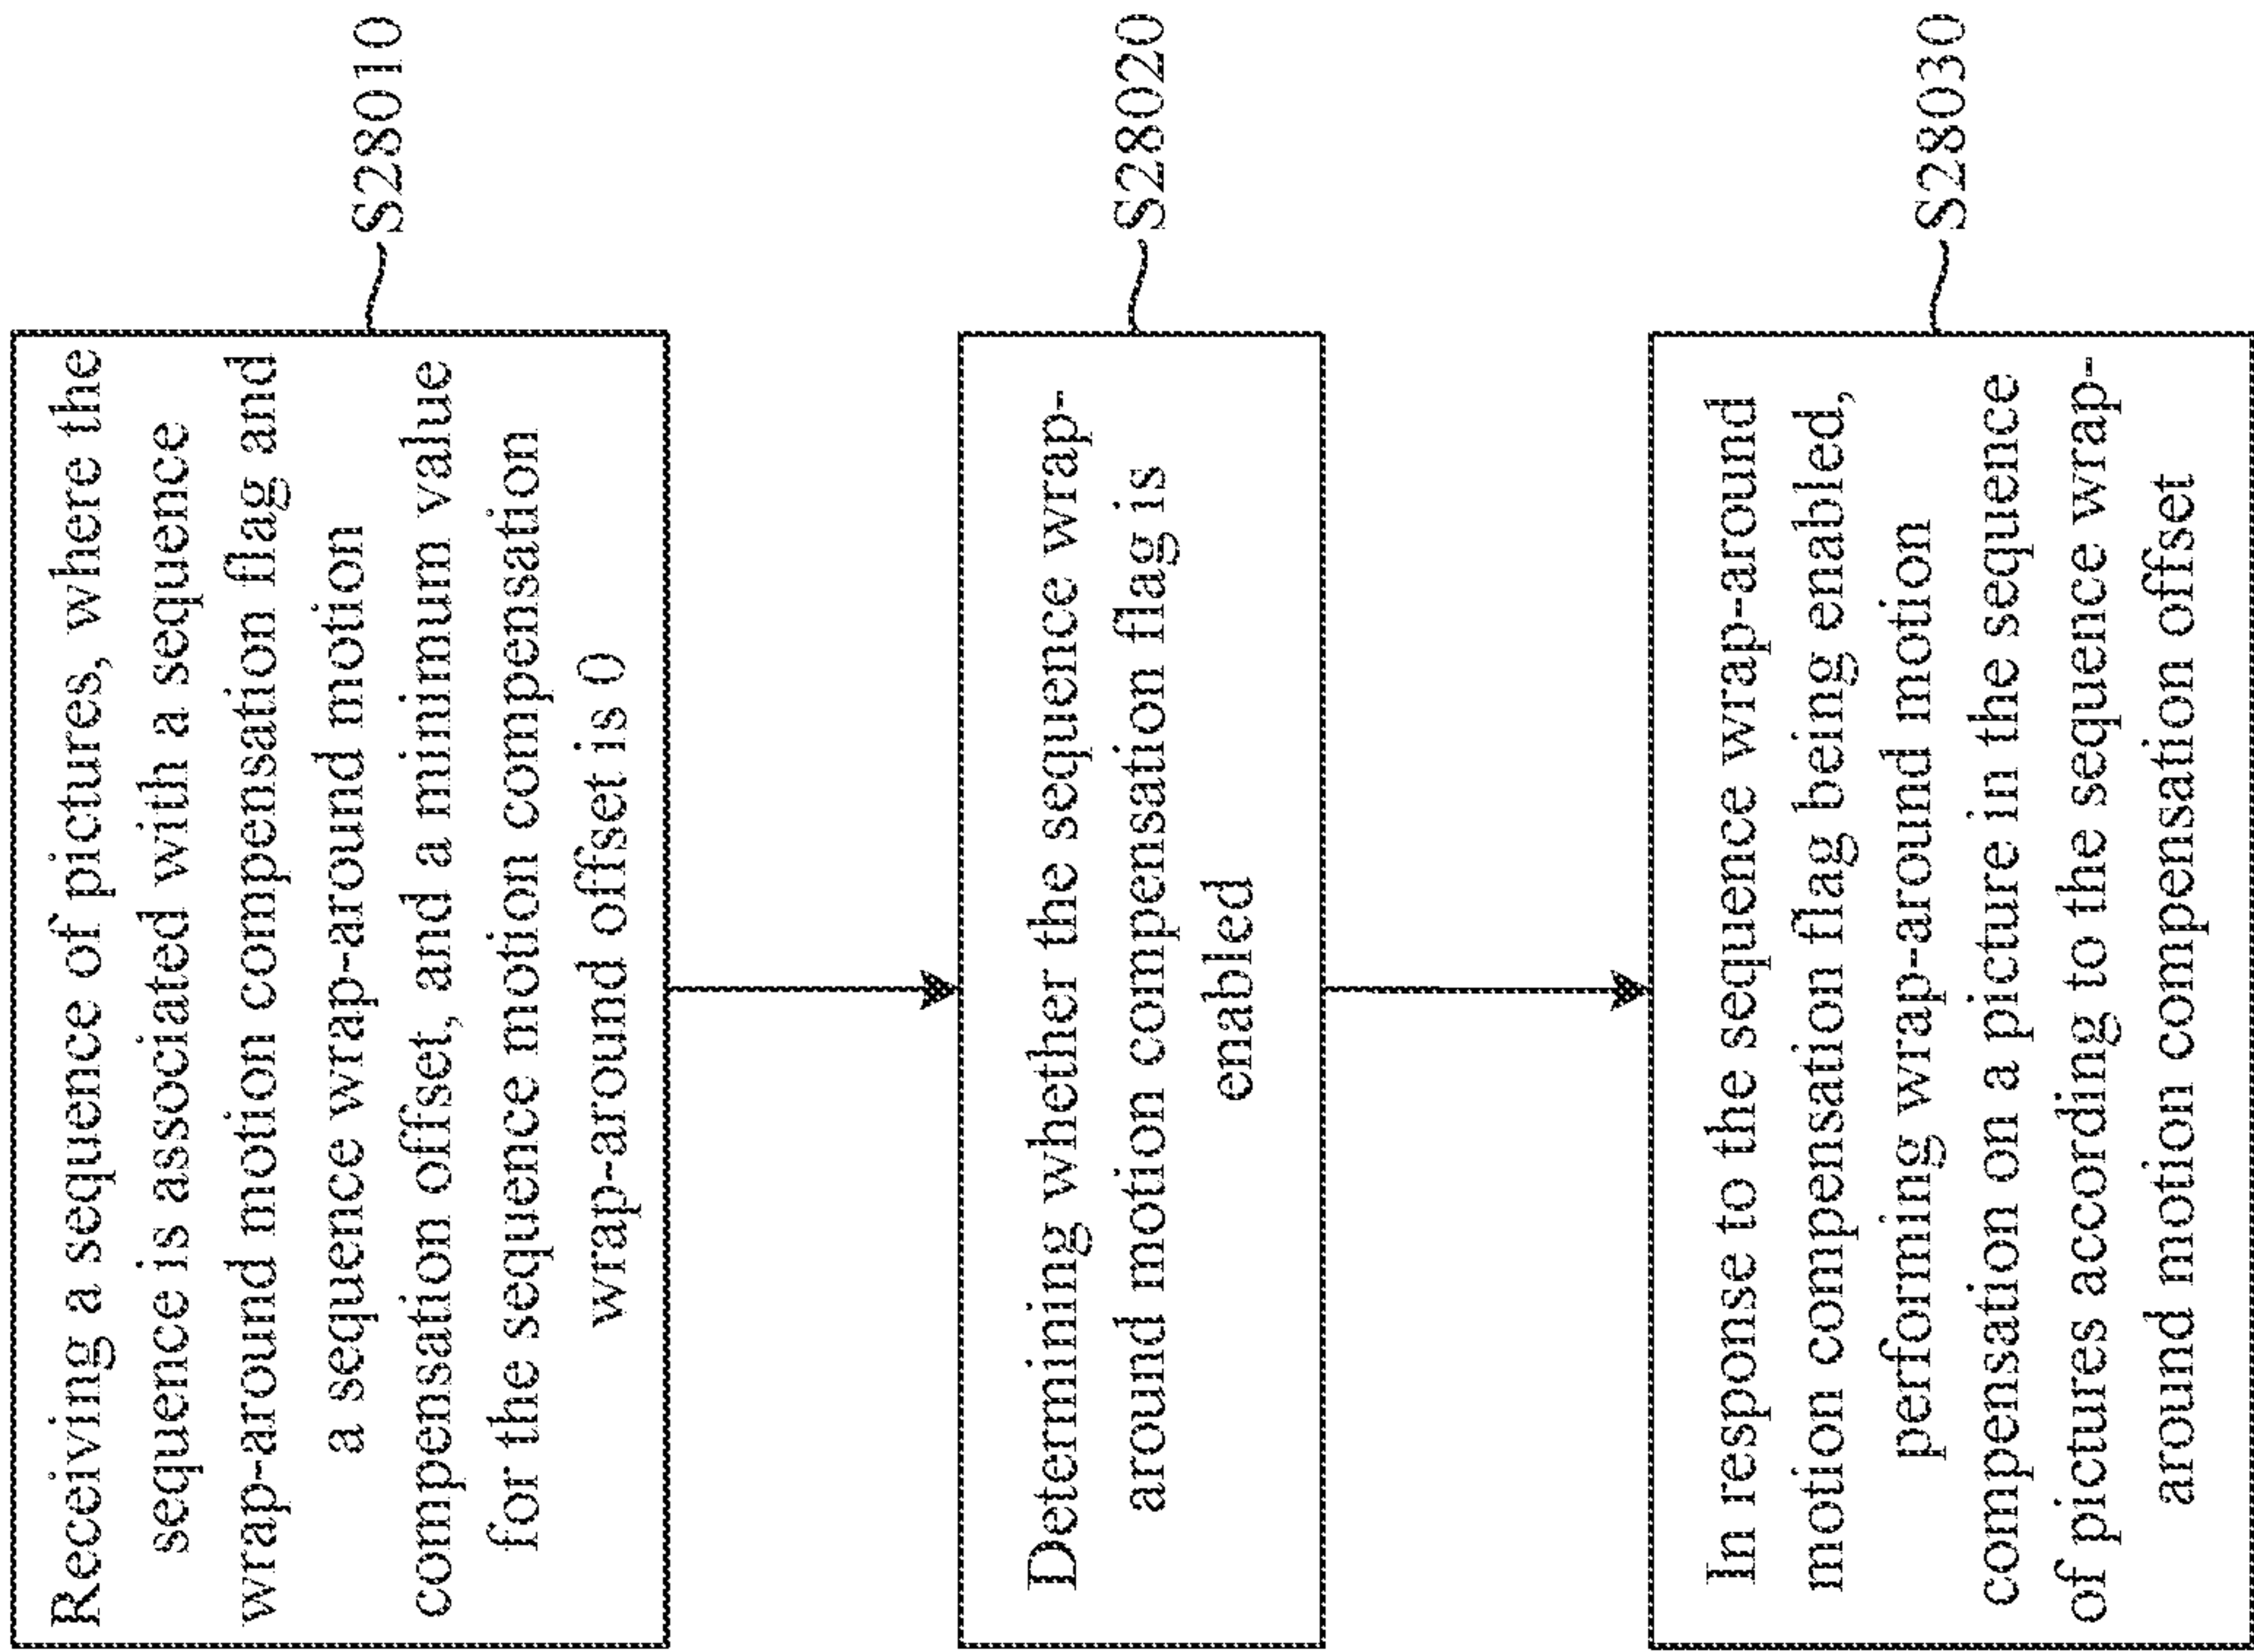 Receiving a sequence of pictures, where the
sequence is associated with a sequence
wrap-around motion compensation flag and
a sequence wrap-around motion
compensation offset, and a minimum value
for the sequence motion compensation
wrap-around offset is 0
S28010
Determining whether the sequence wrap-
around motion compensation flag is
enabled
S28020
In response to the sequence wrap-around
motion compensation flag being enabled,
performing wrap-around motion
compensation on a picture in the sequence
of pictures according to the sequence wrap-
around motion compensation offset
S28030